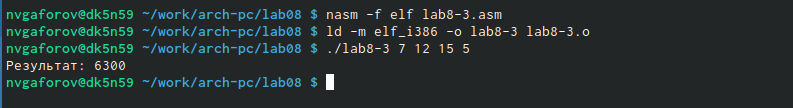 nvgaforov@dk5n59 ~/work/arch-pc/lab08 $ nasm -f elf lab8-3.asm
nvgaforov@dk5n59 ~/work/arch-pc/lab08 $ ld -m elf_i386 -o lab8-3 lab8-3.o
nvgaforov@dk5n59 ~/work/arch-pc/lab08 $ ./lab8-3 7 12 15 5
Результат: 6300
nvgaforov@dk5n59 ~/work/arch-pc/lab08 $